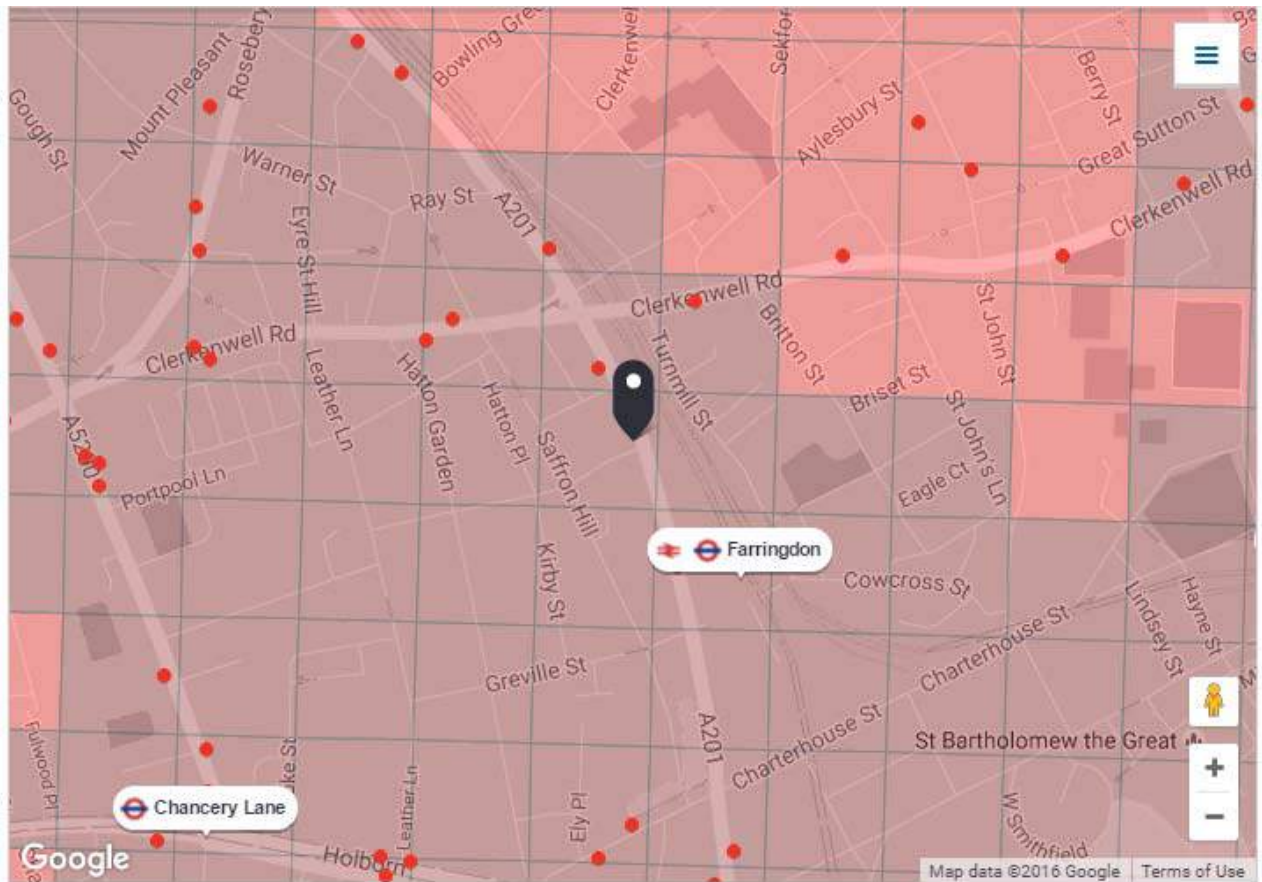 Bowling Gree
Rosebery
Mount Pleasant
Clerkenwell
Sekfor
Berry St
Gough St
Aylesbury St
Great Sutton St
Warner St
Ray St
A201
Clerkenwell Rd
Eyre St Hill
Clerkenwell Rd
Clerkenwell Rd
Turnmill St
Britton St
St John St
Leather Ln
Hatton Garden
Hatton Pl
Saffron Hill
Briset St
St John's Ln
A5200
Portpool Ln
Eagle Ct
Farringdon
Kirby St
Cowcross St
Lindsey St
Hayne St
Charterhouse St
Greville St
A201
Charterhouse St
St Bartholomew the Great
Fulwood Pl
uke St
Leather Ln
Ely Pl
W Smithfield
Chancery Lane
Holborn
Google
Map data ©2016 Google
Terms of Use